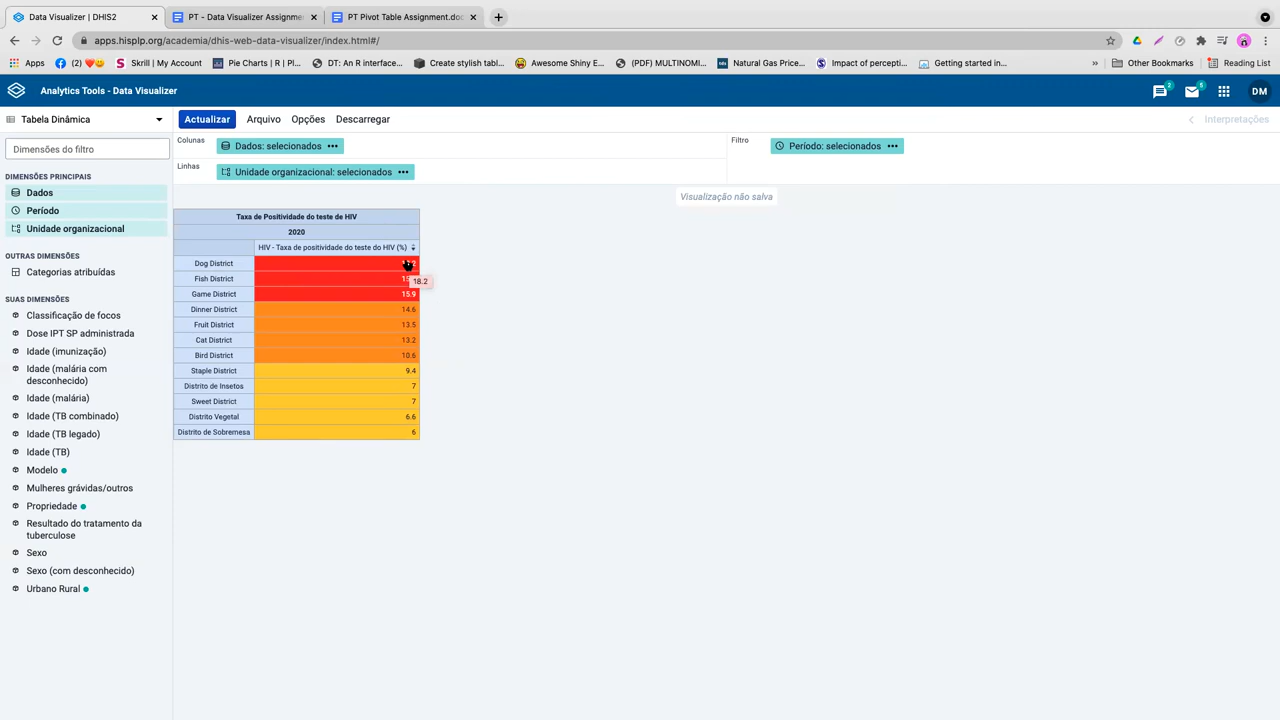 Data Visualizer | DHIS2
PT - Data Visualizer Assignme
PT Pivot Table Assignment.doc
apps.hisplp.org/academia/dhis-web-data-visualizer/index.html#/
Apps
(2) ❤️😄
Skrill | My Account
Pie Charts | R | Pl...
DT: An R interface...
Create stylish tabl...
Awesome Shiny E...
(PDF) MULTINOMI...
Natural Gas Price...
Impact of percepti...
Getting started in...
»
Other Bookmarks
Reading List
Analytics Tools - Data Visualizer
2
5
DM
Tabela Dinâmica
Actualizar
Arquivo
Opções
Descarregar
Interpretações
Colunas
Dados: selecionados
Filtro
Período: selecionados
Linhas
Unidade organizacional: selecionados
Dimensões do filtro
DIMENSÕES PRINCIPAIS
Dados
Período
Unidade organizacional
OUTRAS DIMENSÕES
Categorias atribuídas
SUAS DIMENSÕES
Classificação de focos
Dose IPT SP administrada
Idade (imunização)
Idade (malária com
desconhecido)
Idade (malária)
Idade (TB combinado)
Idade (TB legado)
Idade (TB)
Modelo
Mulheres grávidas/outros
Propriedade
Resultado do tratamento da
tuberculose
Sexo
Sexo (com desconhecido)
Urbano Rural
Visualização não salva
Taxa de Positividade do teste de HIV
2020
HIV - Taxa de positividade do teste do HIV (%)
Dog District
18.2
Fish District
Game District 15.9
Dinner District 14.6
Fruit District 13.5
Cat District 13.2
Bird District 10.6
Staple District 9.4
Distrito de Insetos 7
Sweet District 7
Distrito Vegetal 6.6
Distrito de Sobremesa 6